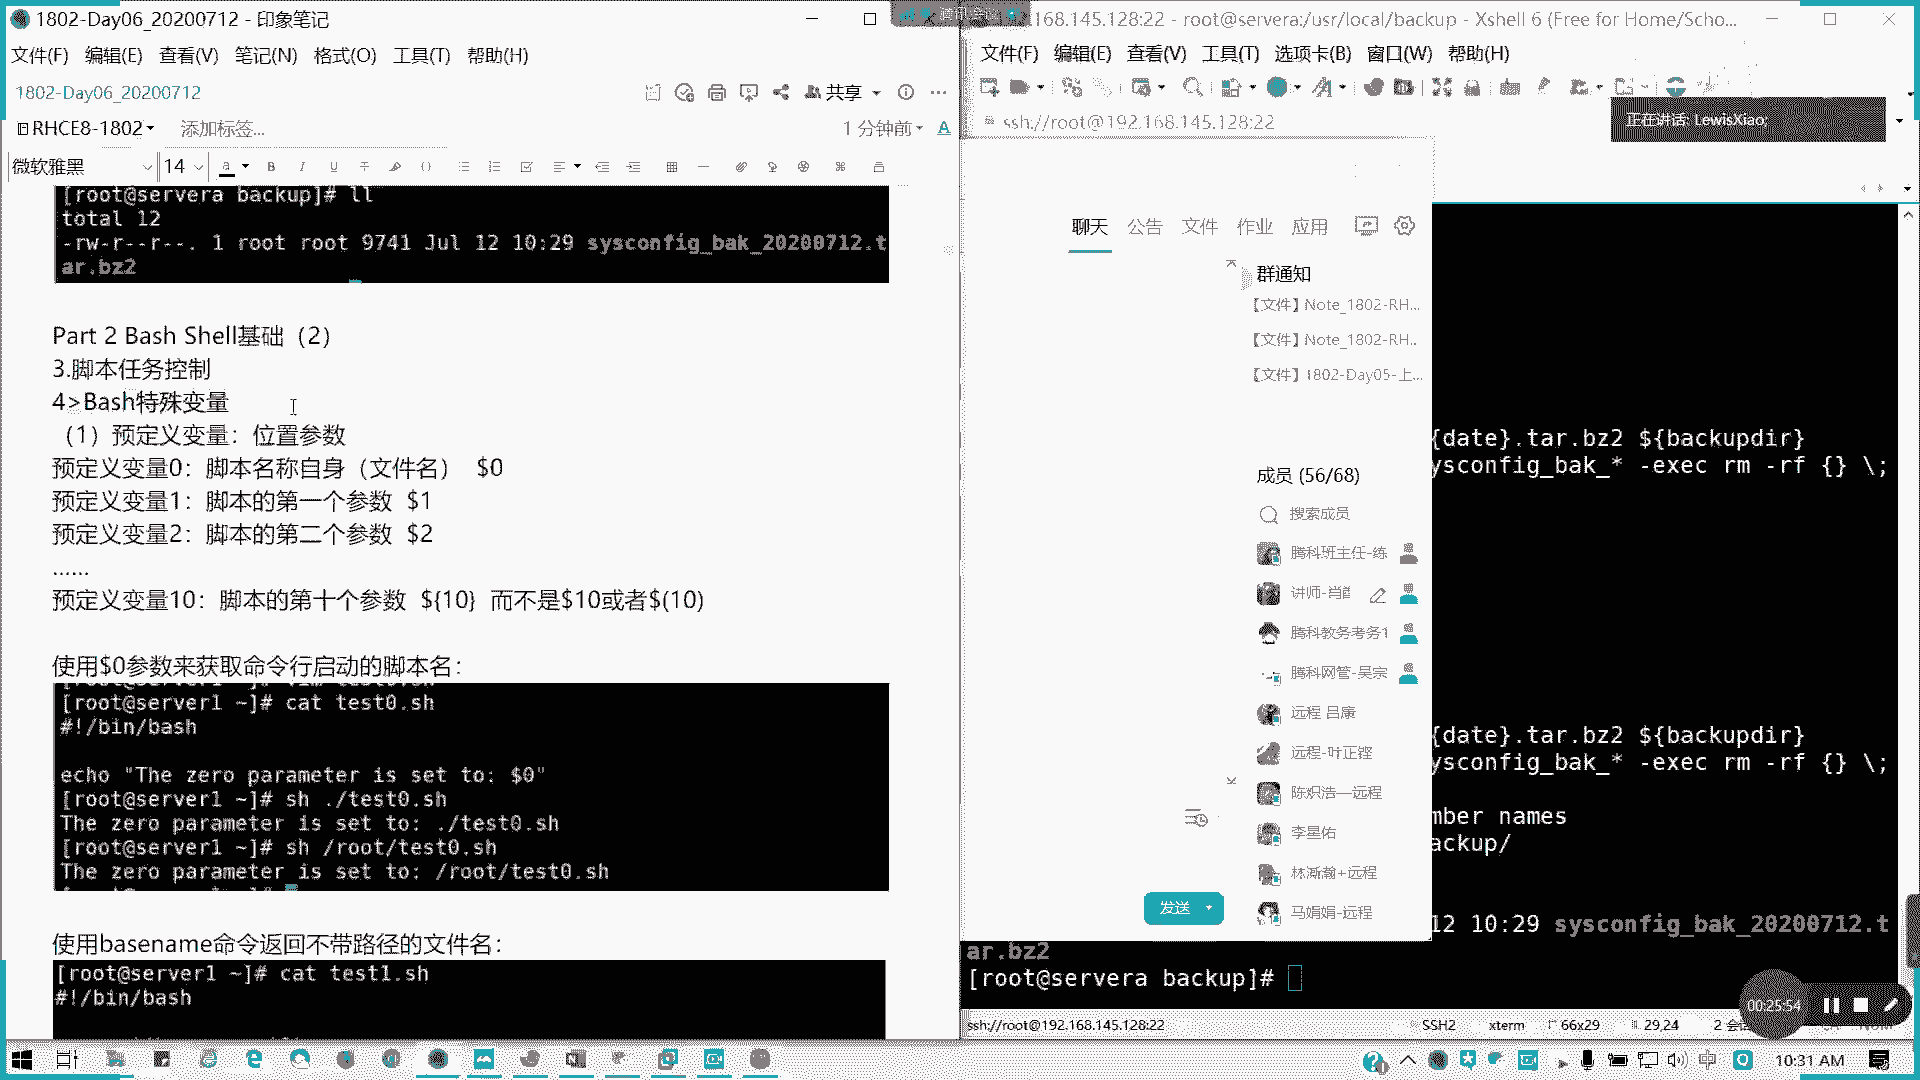 1802-Day06_20200712 - 印象笔记
文件(F) 编辑(E) 查看(V) 笔记(N) 格式(O) 工具(T) 帮助(H)
1802-Day06_20200712
共享
RHCE8-1802
添加标签...
1 分钟前
微软雅黑
14
[root@servera backup]# ll
total 12
-rw-r--r--. 1 root root 9741 Jul 12 10:29 sysconfig_bak_20200712.t
ar.bz2
Part 2 Bash Shell基础（2）
3.脚本任务控制
4>Bash特殊变量
（1）预定义变量：位置参数
预定义变量0：脚本名称自身（文件名） $0
预定义变量1：脚本的第一个参数 $1
预定义变量2：脚本的第二个参数 $2
……
预定义变量10：脚本的第十个参数 ${10} 而不是$10或者$(10)
使用$0参数来获取命令行启动的脚本名：
[root@server1 ~]# cat test0.sh
#!/bin/bash
echo "The zero parameter is set to: $0"
[root@server1 ~]# sh ./test0.sh
The zero parameter is set to: ./test0.sh
[root@server1 ~]# sh /root/test0.sh
The zero parameter is set to: /root/test0.sh
使用basename命令返回不带路径的文件名：
[root@server1 ~]# cat test1.sh
#!/bin/bash
腾讯会议
.168.145.128:22 - root@servera:/usr/local/backup - Xshell 6 (Free for Home/Scho...
文件(F) 编辑(E) 查看(V) 工具(T) 选项卡(B) 窗口(W) 帮助(H)
ssh://root@192.168.145.128:22
正在讲话: LewisXiao;
聊天 公告 文件 作业 应用
群通知
【文件】Note_1802-RH...
【文件】Note_1802-RH..
【文件】1802-Day05-上...
成员 (56/68)
搜索成员
腾科班主任-练
讲师-肖
腾科教务考务1
腾科网管-吴宗
远程 吕康
远程-叶正铿
陈炽浩—远程
李星佑
林渐瀚+远程
马娟娟-远程
发送
{date}.tar.bz2 ${backupdir}
ysconfig_bak_* -exec rm -rf {} \;
{date}.tar.bz2 ${backupdir}
ysconfig_bak_* -exec rm -rf {} \;
mber names
ackup/
12 10:29 sysconfig_bak_20200712.t
ar.bz2
[root@servera backup]#
00:25:54
ssh://root@192.168.145.128:22
SSH2
xterm
66x29
29,24
2 会
10:31 AM